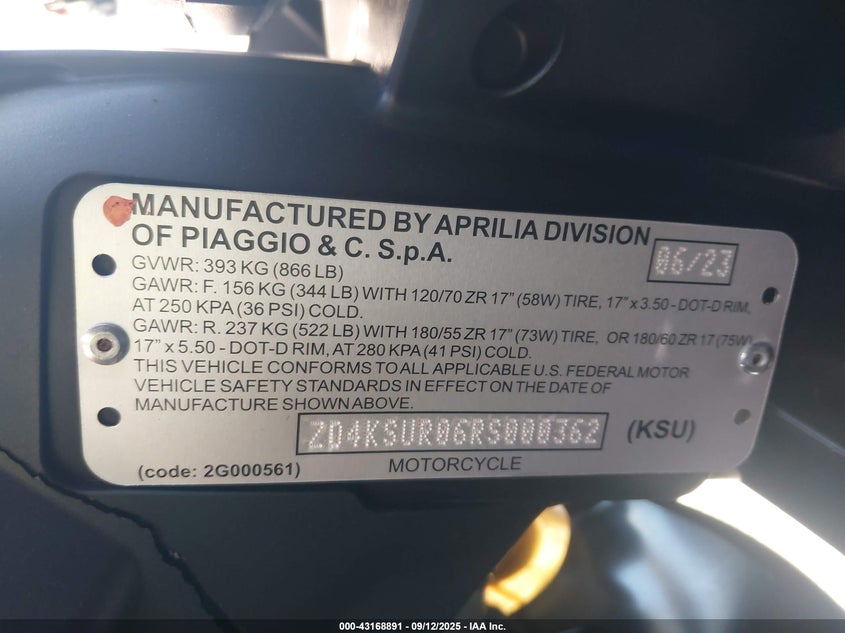 MANUFACTURED BY APRILIA DIVISION
OF PIAGGIO & C. S.p.A.
06/23
GVWR: 393 KG (866 LB)
GAWR: F. 156 KG (344 LB) WITH 120/70 ZR 17" (58W) TIRE, 17" x 3.50 - DOT-D RIM,
AT 250 KPA (36 PSI) COLD.
GAWR: R. 237 KG (522 LB) WITH 180/55 ZR 17" (73W) TIRE, OR 180/60 ZR 17 (75W)
17" x 5.50 - DOT-D RIM, AT 280 KPA (41 PSI) COLD.
THIS VEHICLE CONFORMS TO ALL APPLICABLE U.S. FEDERAL MOTOR
VEHICLE SAFETY STANDARDS IN EFFECT ON THE DATE OF
MANUFACTURE SHOWN ABOVE.
ZD4KSUR06RS000362 (KSU)
(code: 2G000561) MOTORCYCLE
000-43168891 - 09/12/2025 - IAA Inc.